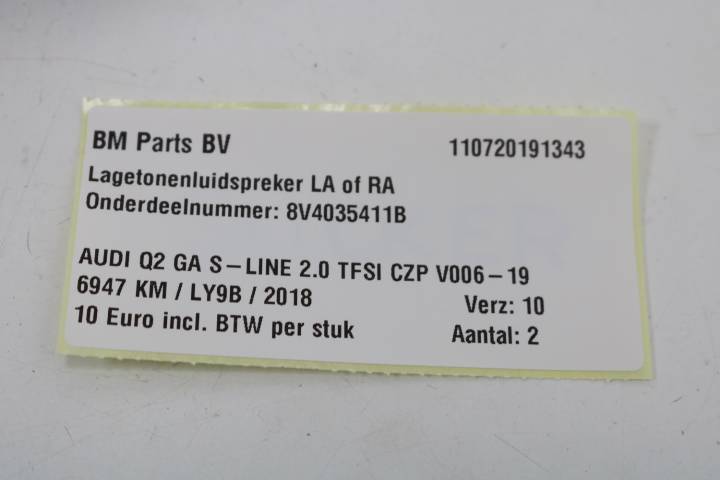 BM Parts BV 110720191343
Lagetonenluidspreker LA of RA
Onderdeelnummer: 8V4035411B
AUDI Q2 GA S-LINE 2.0 TFSI CZP V006-19
6947 KM / LY9B / 2018 Verz: 10
10 Euro incl. BTW per stuk Aantal: 2